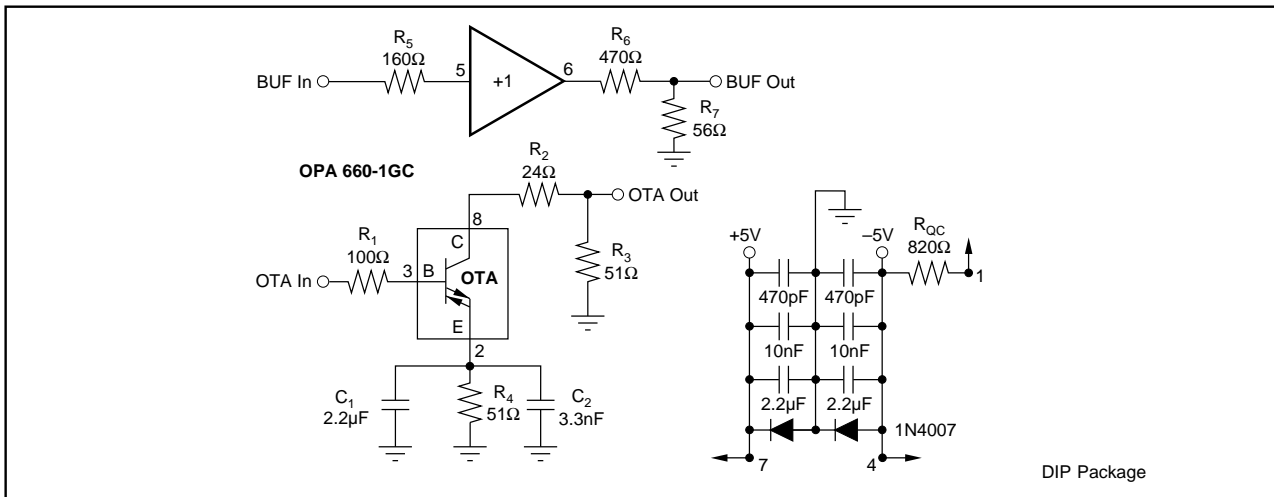 R5
160Ω
BUF In
5
+1
6
R6
470Ω
BUF Out
R7
56Ω
OPA 660-1GC
R2
24Ω
OTA Out
8
C
R1
100Ω
OTA In
3
B
OTA
E
2
R3
51Ω
C1
2.2µF
R4
51Ω
C2
3.3nF
+5V
–5V
RQC
820Ω
1
470pF
470pF
10nF
10nF
2.2µF
2.2µF
1N4007
7
4
DIP Package